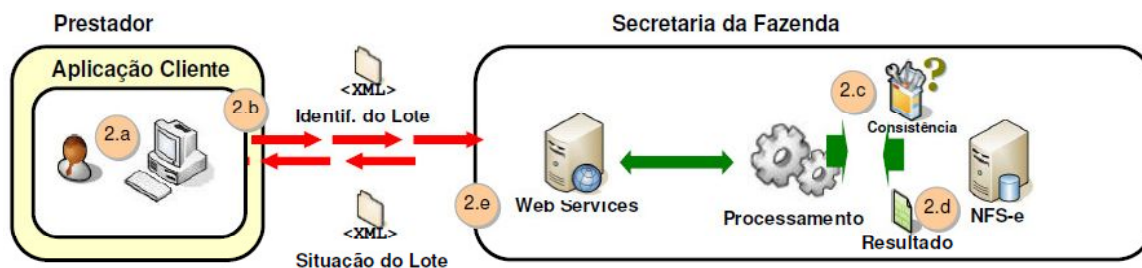 Prestador
Secretaria da Fazenda
Aplicação Cliente
<XML>
Identif. do Lote
2.a
2.b
2.c
?
Consistência
2.e
Web Services
Processamento
2.d
NFS-e
Resultado
<XML>
Situação do Lote